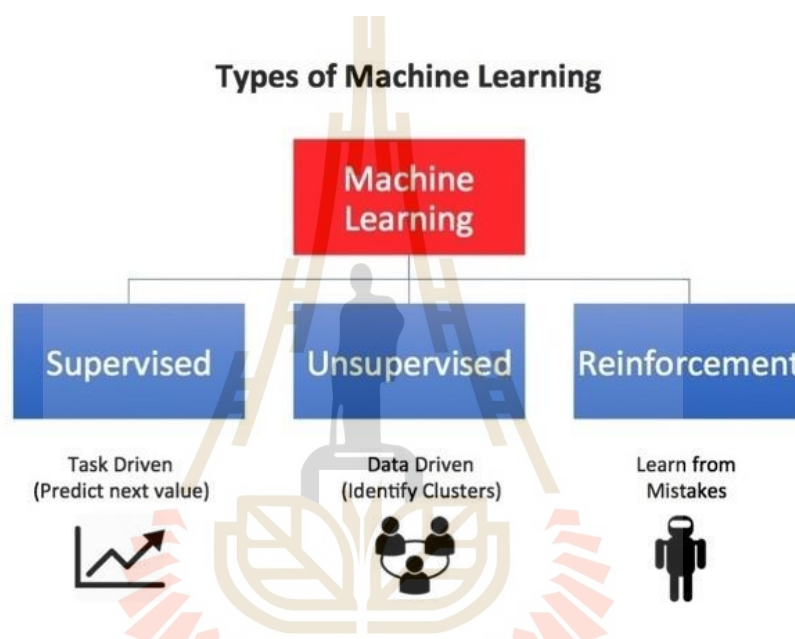 Types of Machine Learning
Machine
Learning
Supervised
Unsupervised
Reinforcement
Task Driven
(Predict next value)
Data Driven
(Identify Clusters)
Learn from
Mistakes